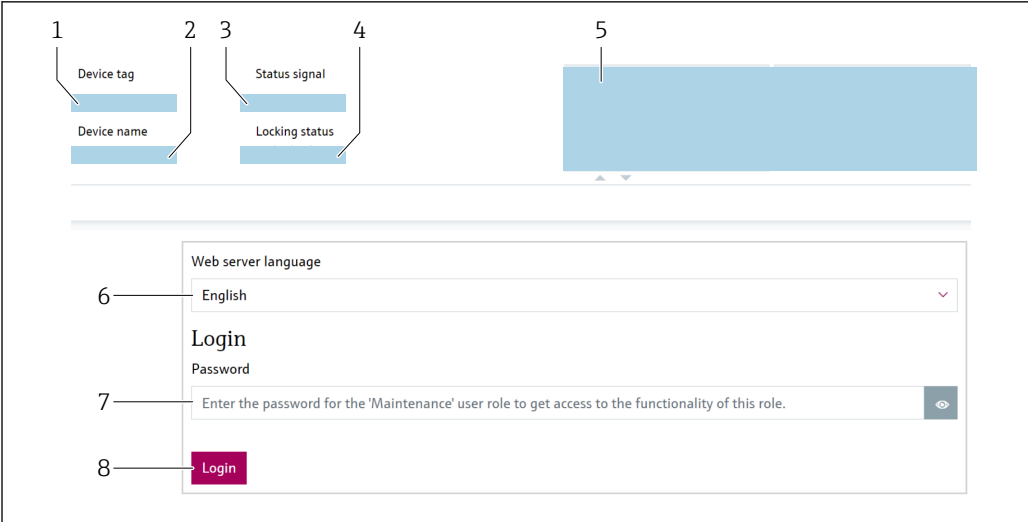 1 2 3 4 5
Device tag Status signal
Device name Locking status
Web server language
6 English
Login
Password
7 Enter the password for the 'Maintenance' user role to get access to the functionality of this role.
8 Login